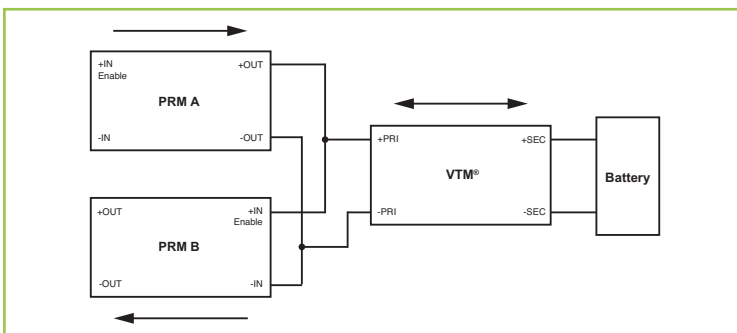 +IN
Enable
+OUT
PRM A
-IN
-OUT
+OUT
+IN
Enable
PRM B
-OUT
-IN
+PRI
+SEC
VTM®
-PRI
-SEC
Battery